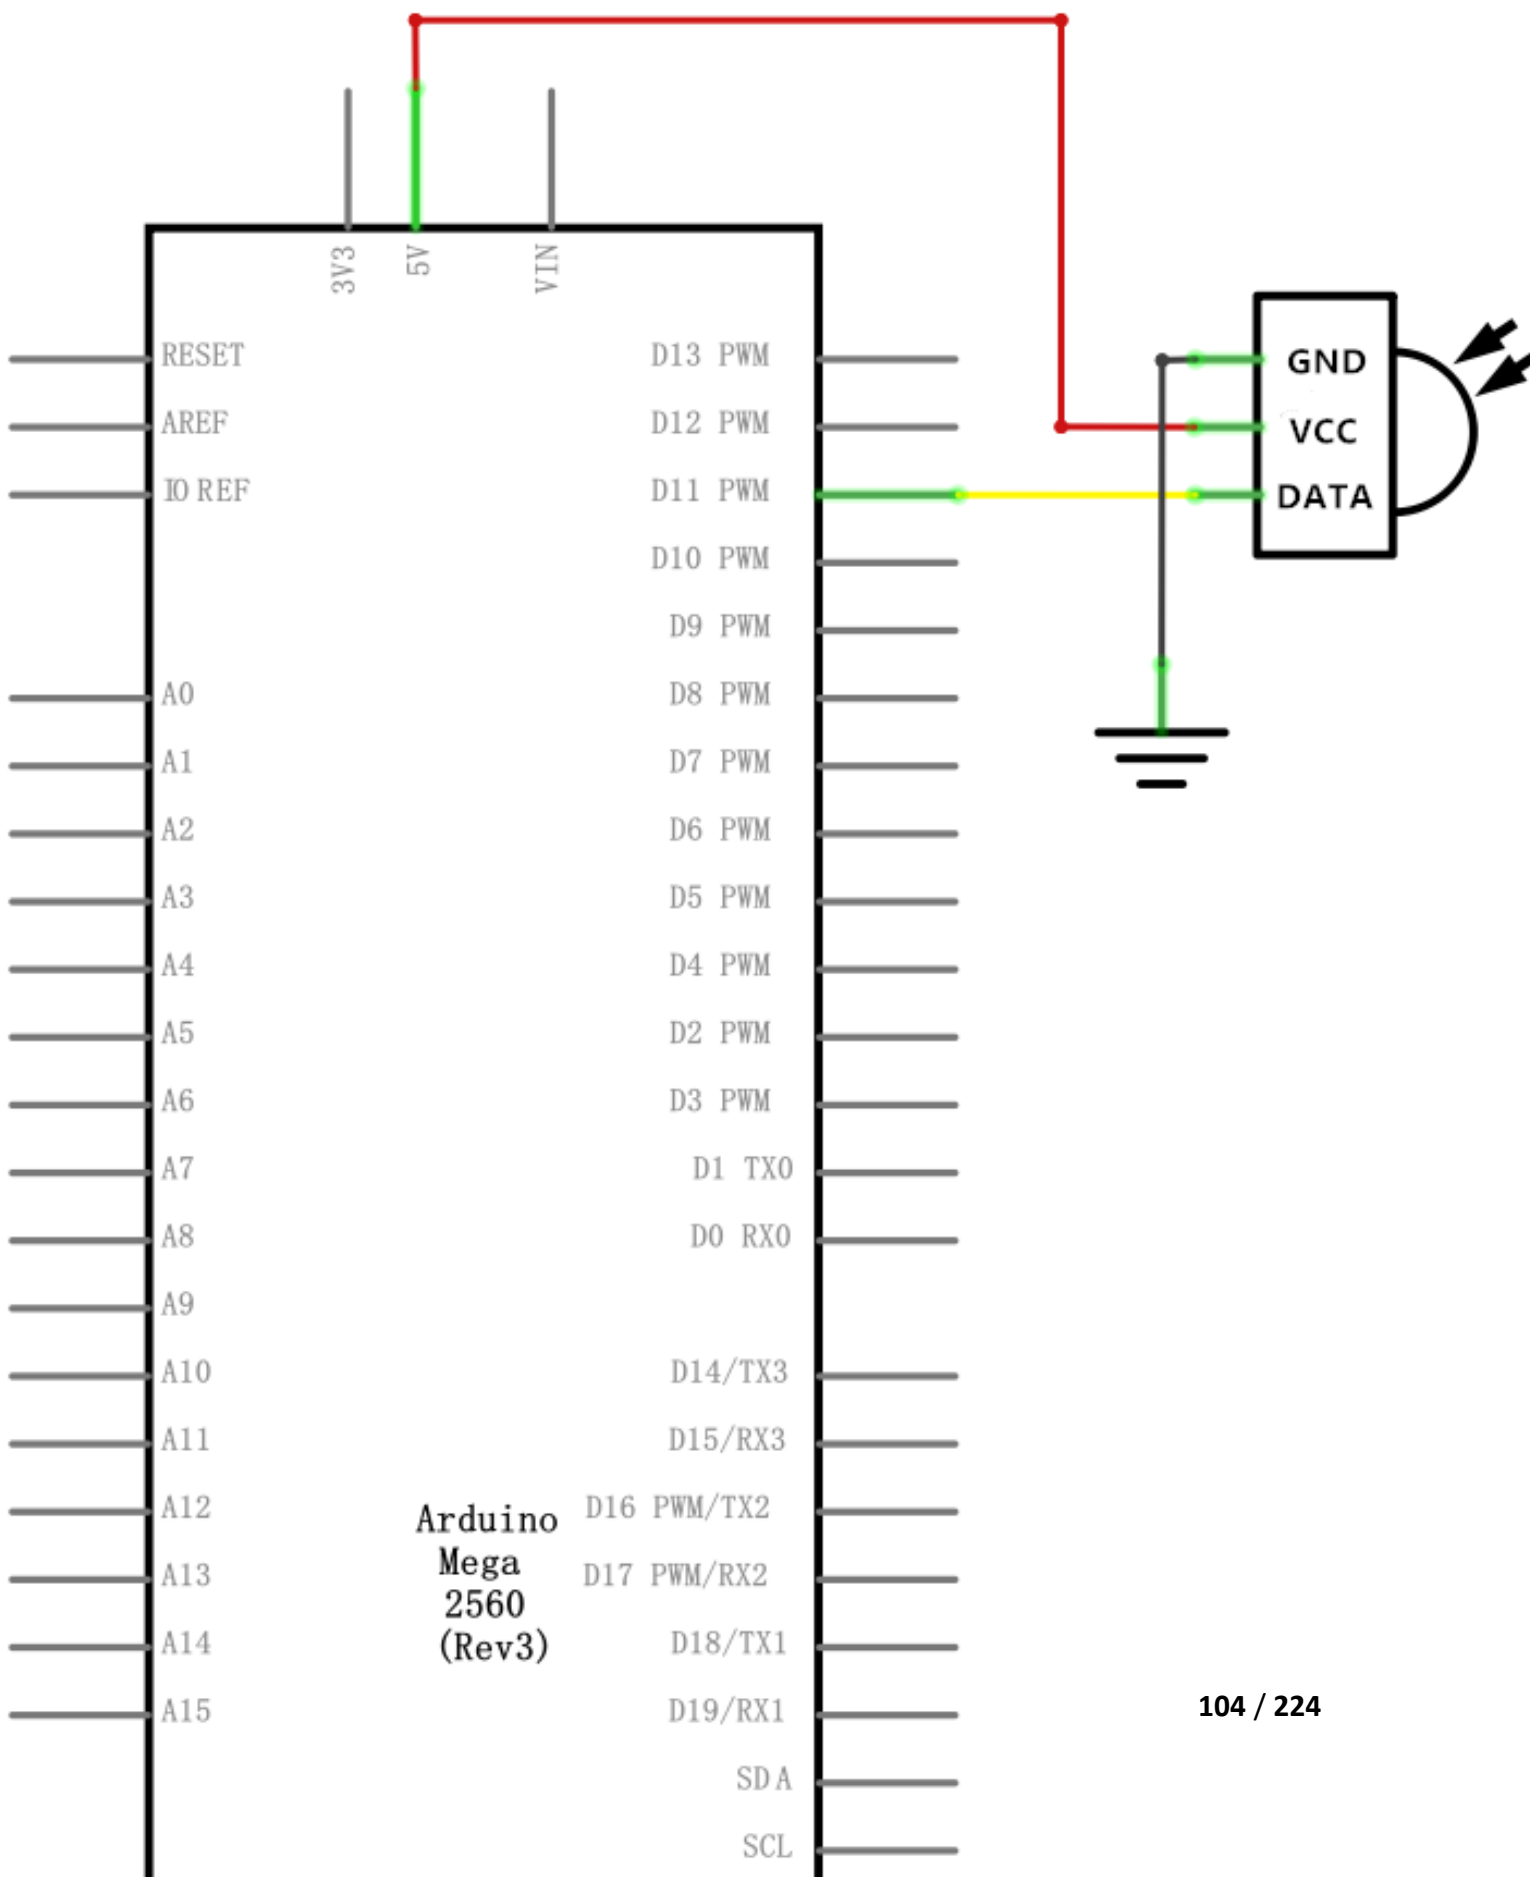 3V3
5V
VIN
RESET
AREF
IO REF
A0
A1
A2
A3
A4
A5
A6
A7
A8
A9
A10
A11
A12
A13
A14
A15
D13 PWM
D12 PWM
D11 PWM
D10 PWM
D9 PWM
D8 PWM
D7 PWM
D6 PWM
D5 PWM
D4 PWM
D2 PWM
D3 PWM
D1 TX0
D0 RX0
D14/TX3
D15/RX3
D16 PWM/TX2
D17 PWM/RX2
D18/TX1
D19/RX1
SDA
SCL
Arduino
Mega
2560
(Rev3)
GND
VCC
DATA
104 / 224